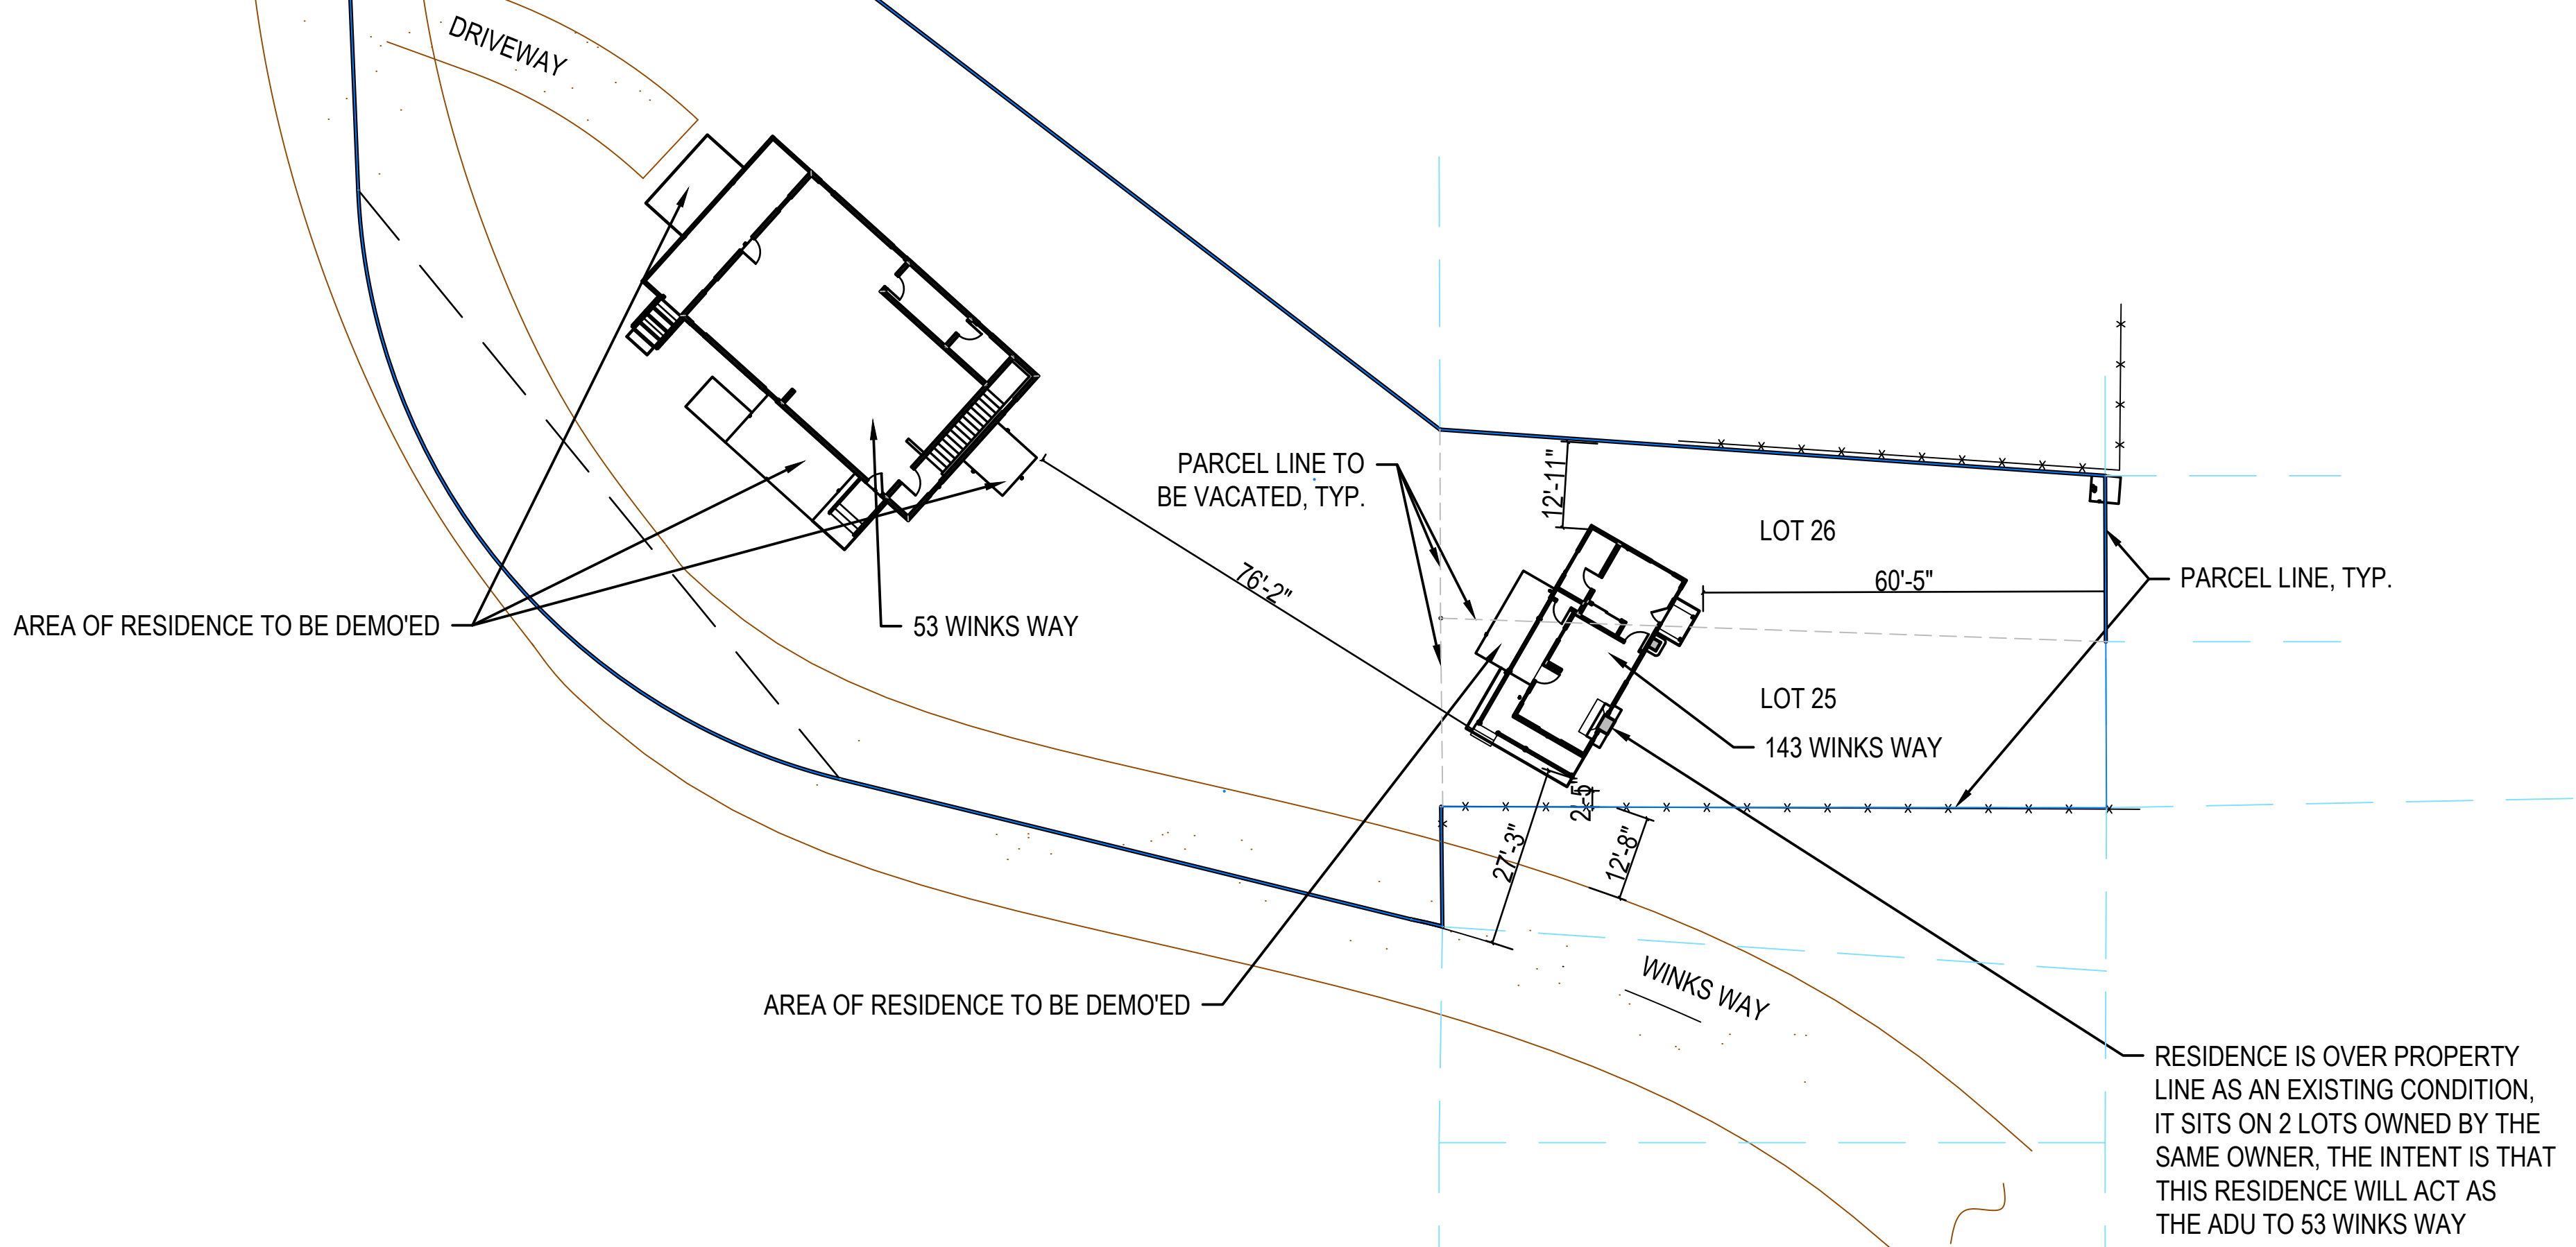 DRIVEWAY
PARCEL LINE TO
BE VACATED, TYP.
12'-11"
LOT 26
76'-2"
60'-5"
PARCEL LINE, TYP.
AREA OF RESIDENCE TO BE DEMO'ED
53 WINKS WAY
LOT 25
143 WINKS WAY
2'-5"
27'-3"
12'-8"
WINKS WAY
AREA OF RESIDENCE TO BE DEMO'ED
RESIDENCE IS OVER PROPERTY
LINE AS AN EXISTING CONDITION,
IT SITS ON 2 LOTS OWNED BY THE
SAME OWNER, THE INTENT IS THAT
THIS RESIDENCE WILL ACT AS
THE ADU TO 53 WINKS WAY